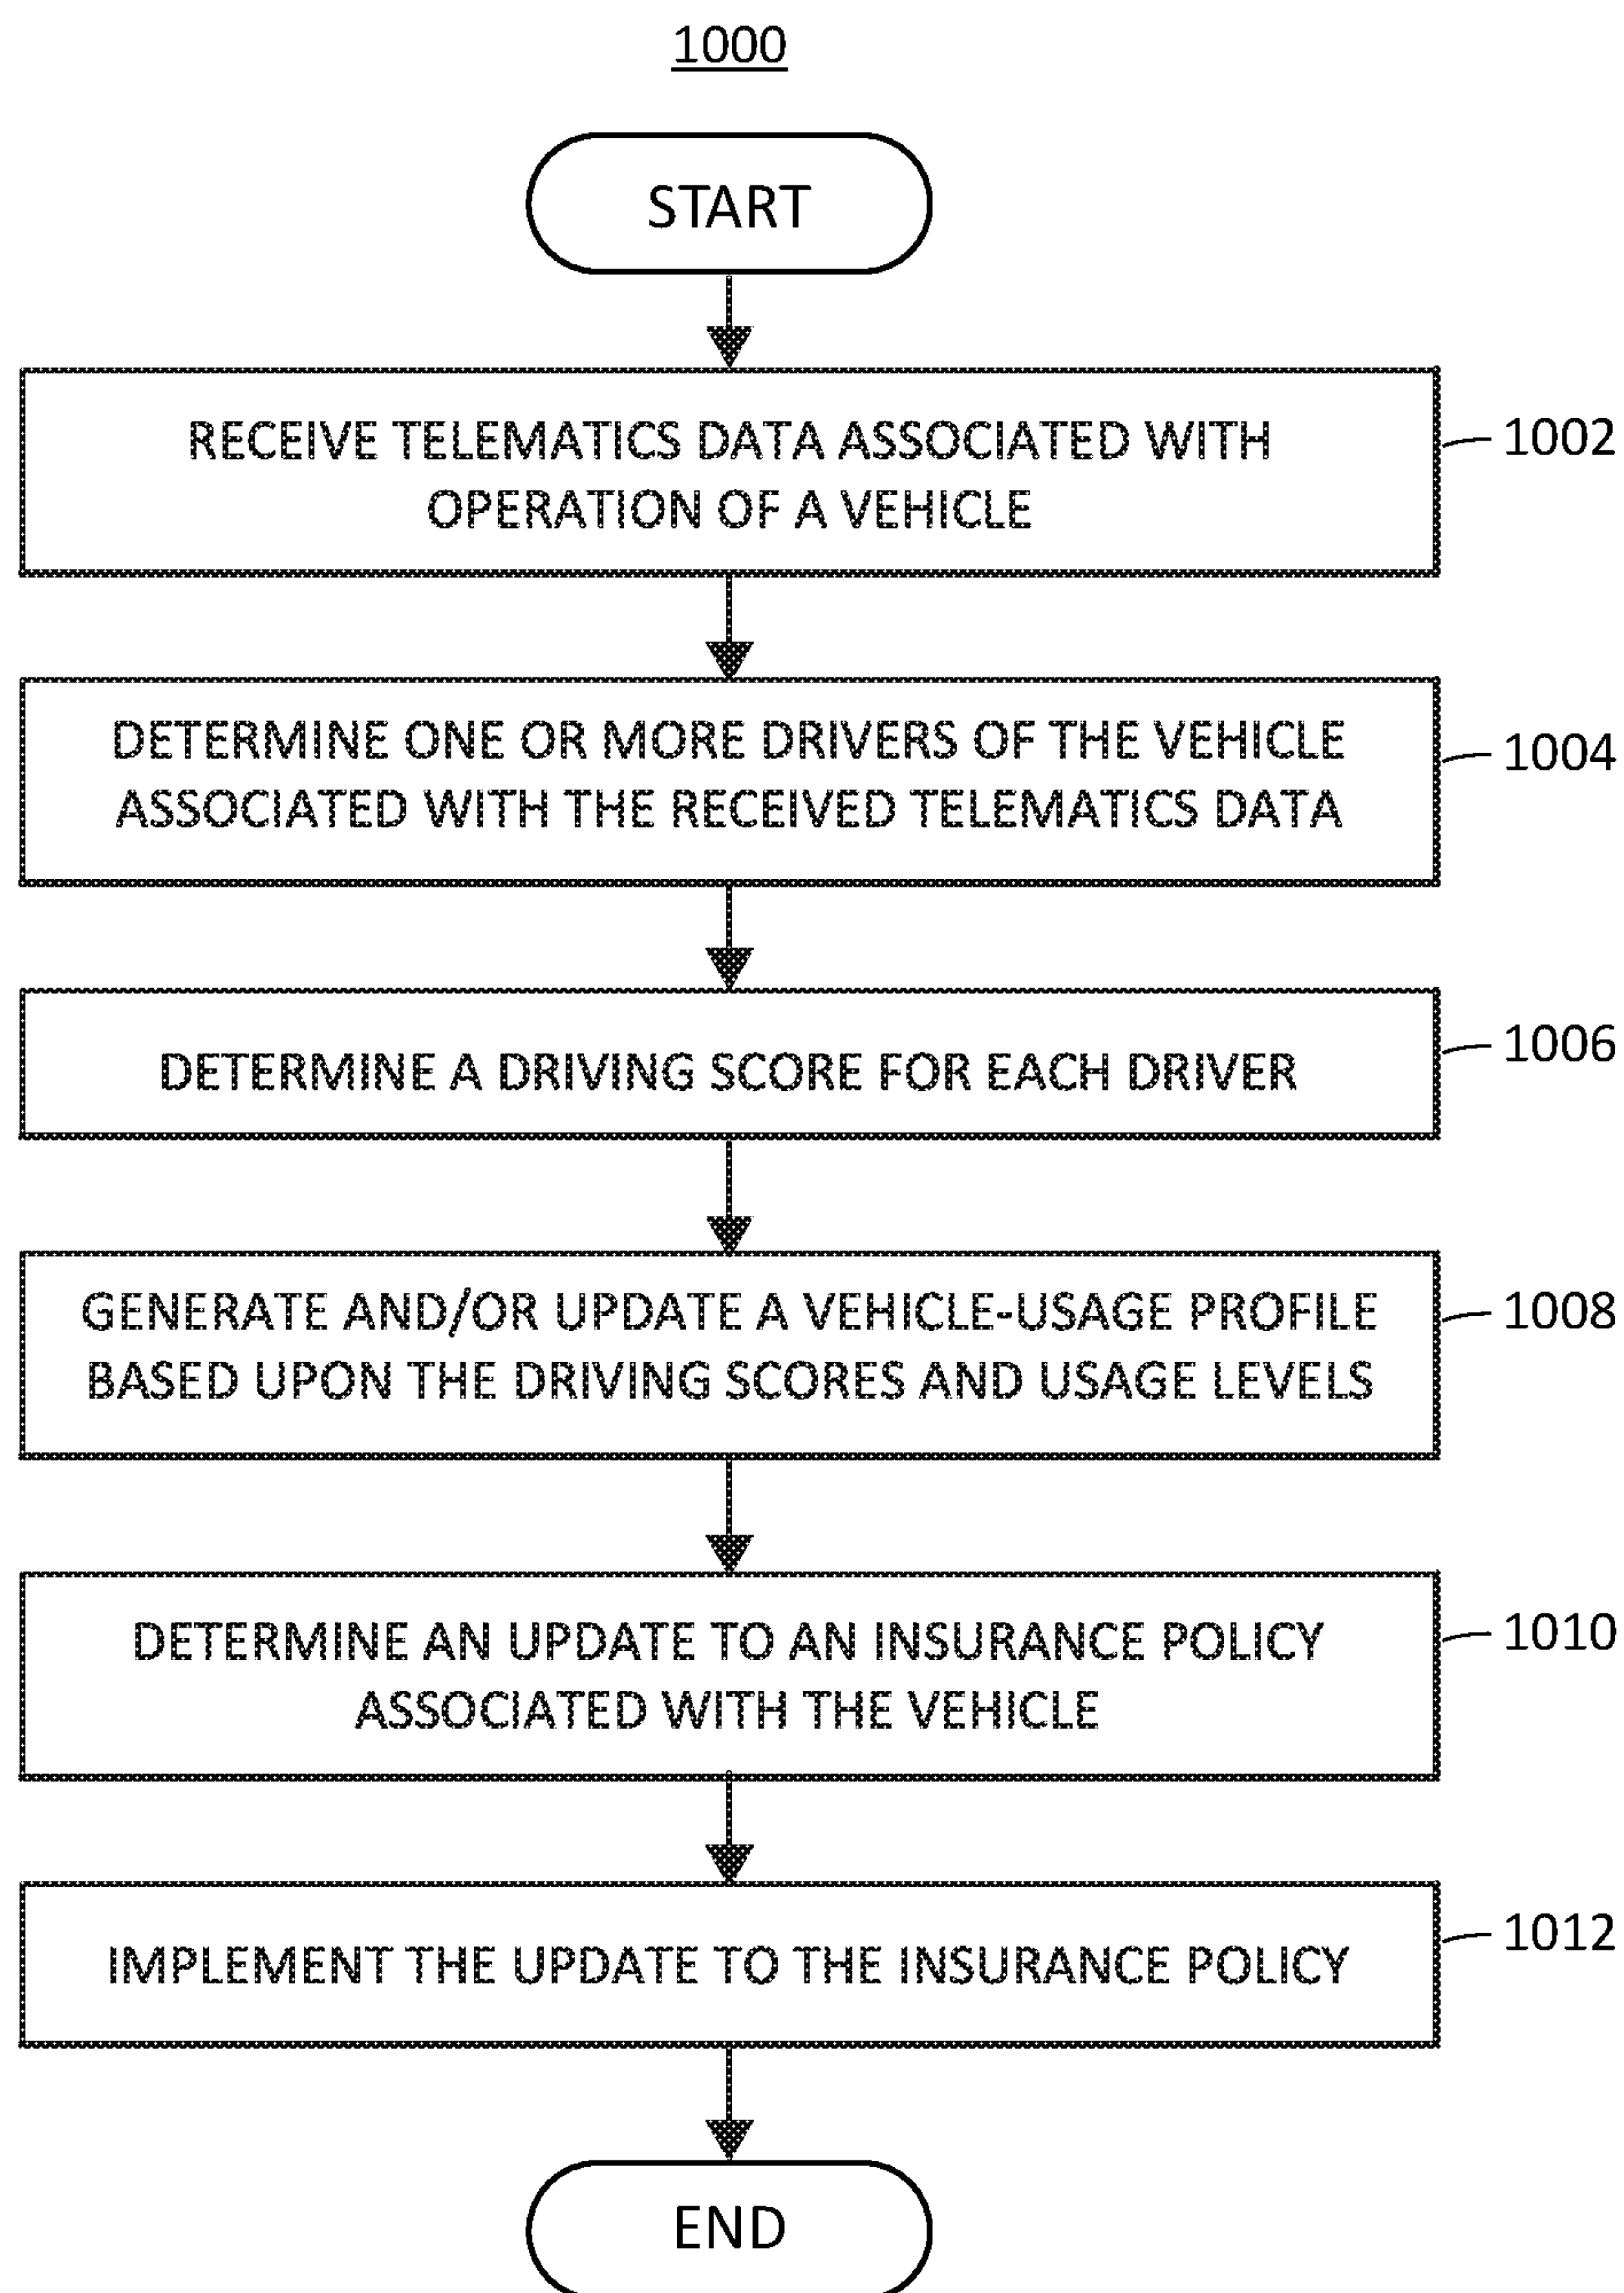 1000
START
RECEIVE TELEMATICS DATA ASSOCIATED WITH
OPERATION OF A VEHICLE
1002
DETERMINE ONE OR MORE DRIVERS OF THE VEHICLE
ASSOCIATED WITH THE RECEIVED TELEMATICS DATA
1004
DETERMINE A DRIVING SCORE FOR EACH DRIVER
1006
GENERATE AND/OR UPDATE A VEHICLE-USAGE PROFILE
BASED UPON THE DRIVING SCORES AND USAGE LEVELS
1008
DETERMINE AN UPDATE TO AN INSURANCE POLICY
ASSOCIATED WITH THE VEHICLE
1010
IMPLEMENT THE UPDATE TO THE INSURANCE POLICY
1012
END